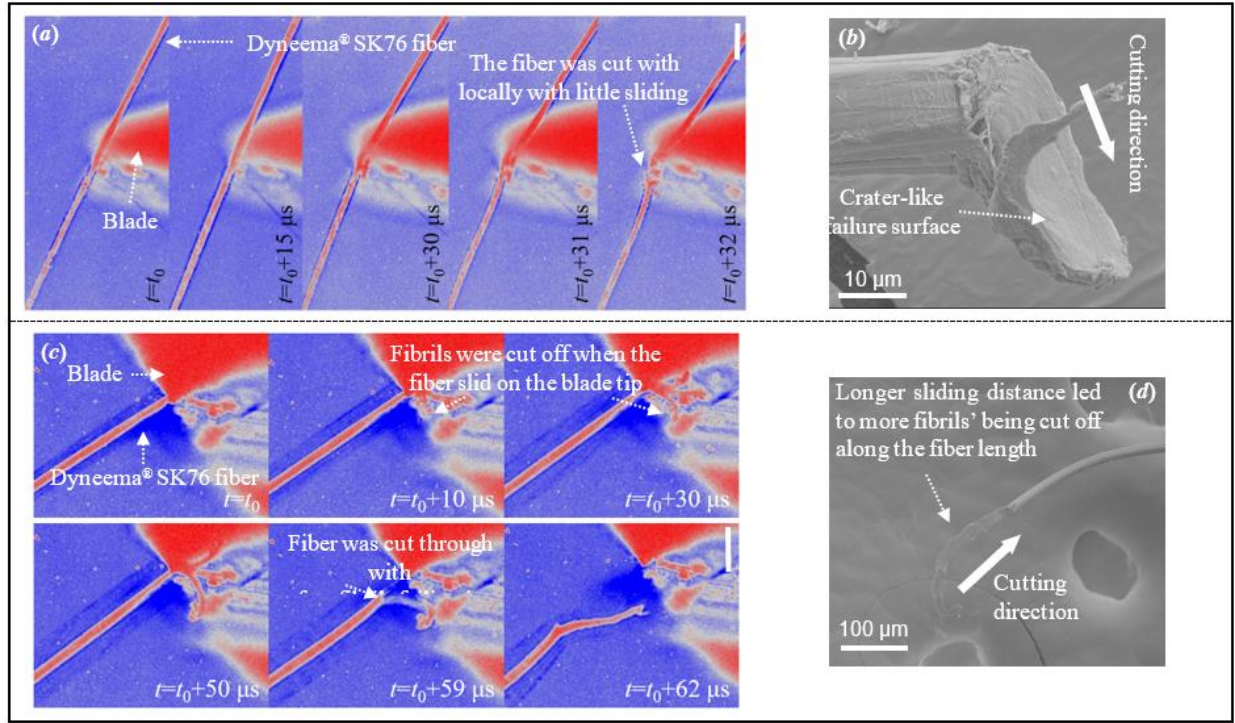 (a)
Dyneema® SK76 fiber
The fiber was cut with
locally with little sliding
Blade
t=t0
t=t0+15 μs
t=t0+30 μs
t=t0+31 μs
t=t0+32 μs
(b)
Cutting
direction
Crater-like
failure surface
10 μm
(c)
Blade
Fibrils were cut off when the
fiber slid on the blade tip
Dyneema® SK76 fiber
t=t0
t=t0+10 μs
t=t0+30 μs
Fiber was cut through
with
t=t0+50 μs
t=t0+59 μs
t=t0+62 μs
(d)
Longer sliding distance led
to more fibrils’ being cut off
along the fiber length
Cutting
direction
100 μm